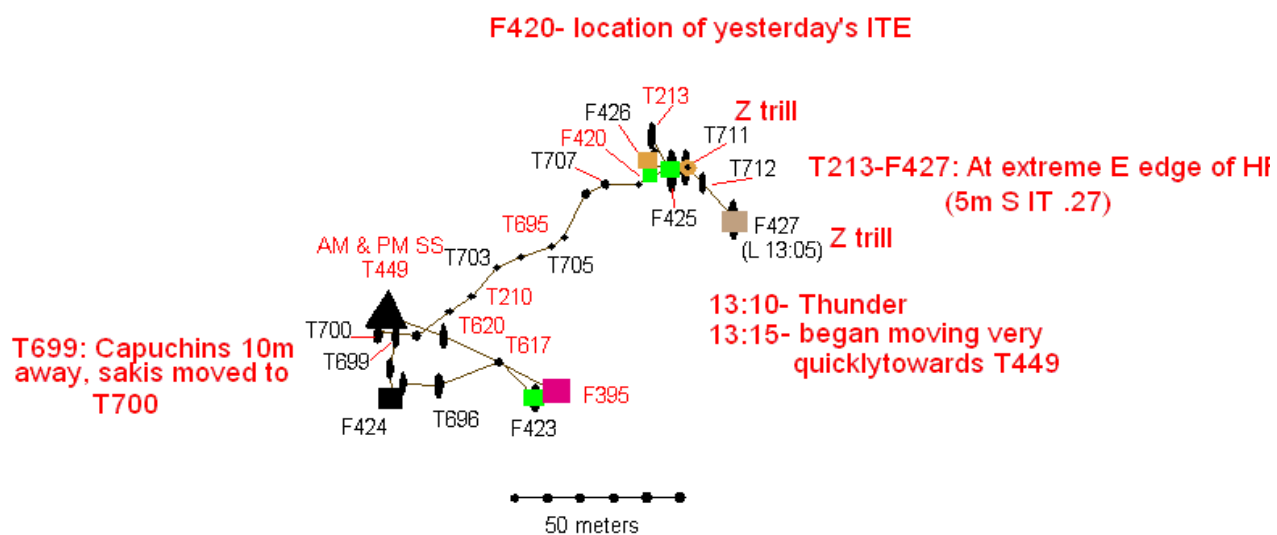 F420- location of yesterday's ITE
T213
Z trill
F426
F420
T711
T707
T712
T213-F427: At extreme E edge of HF
(5m S IT .27)
F425
F427
(L 13:05)
Z trill
T695
AM & PM SS
T449
T703
T705
T210
13:10- Thunder
13:15- began moving very
quicklytowards T449
T700
T620
T699
T617
T699: Capuchins 10m
away, sakis moved to
T700
F395
F424
T696
F423
50 meters